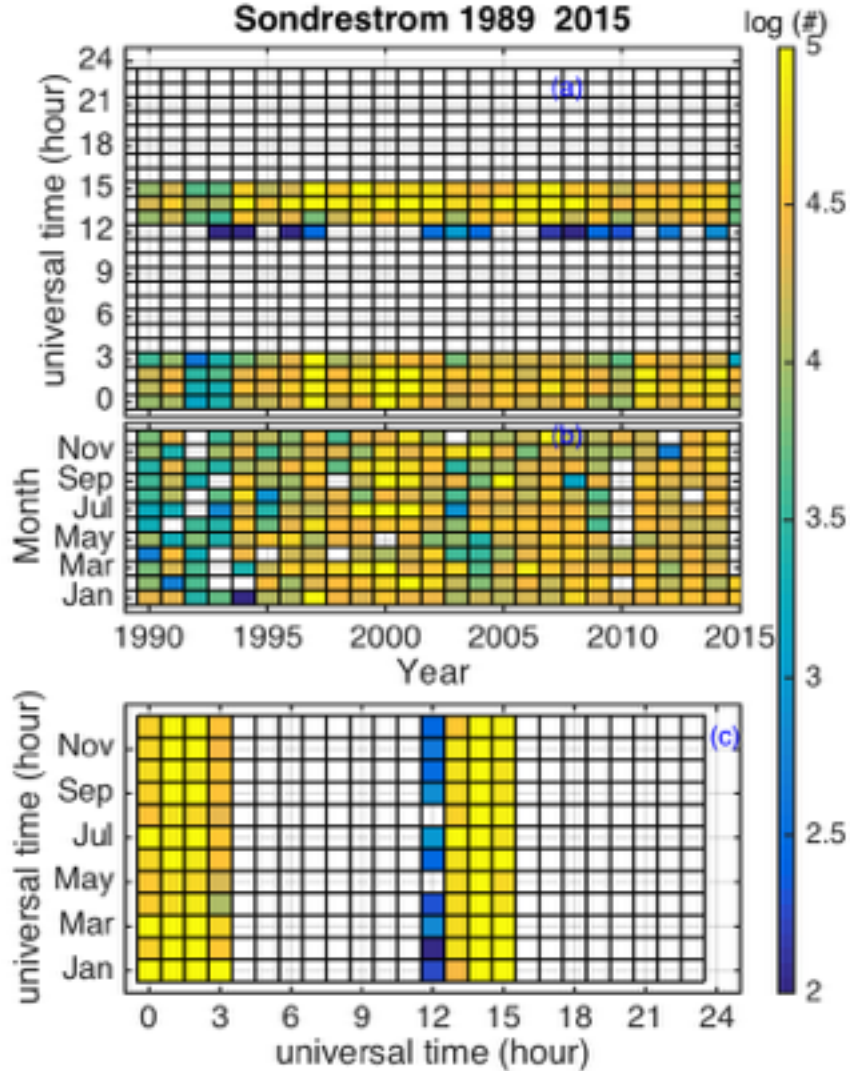 Sondrestrom 1989 2015
log (#)
universal time (hour)
24
21
18
15
12
9
6
3
0
(a)
Month
Nov
Sep
Jul
May
Mar
Jan
(b)
1990 1995 2000 2005 2010 2015
Year
5
4.5
4
3.5
3
2.5
2
universal time (hour)
Nov
Sep
Jul
May
Mar
Jan
(c)
0 3 6 9 12 15 18 21 24
universal time (hour)